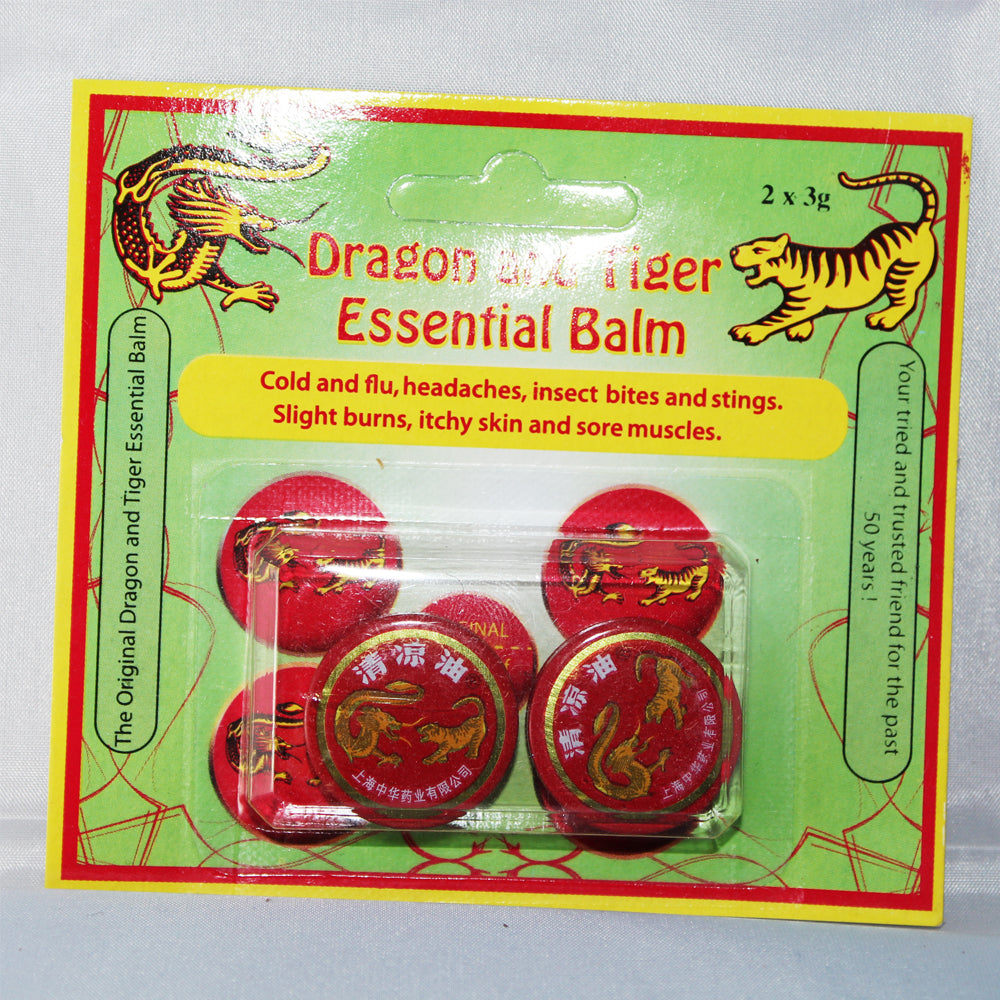 2 x 3g
Dragon and Tiger
Essential Balm
Cold and flu, headaches, insect bites and stings.
Slight burns, itchy skin and sore muscles.
The Original Dragon and Tiger Essential Balm
Your tried and trusted friend for the past
50 years !
清凉油
上海中华药业有限公司
清凉油
上海中华药业有限公司